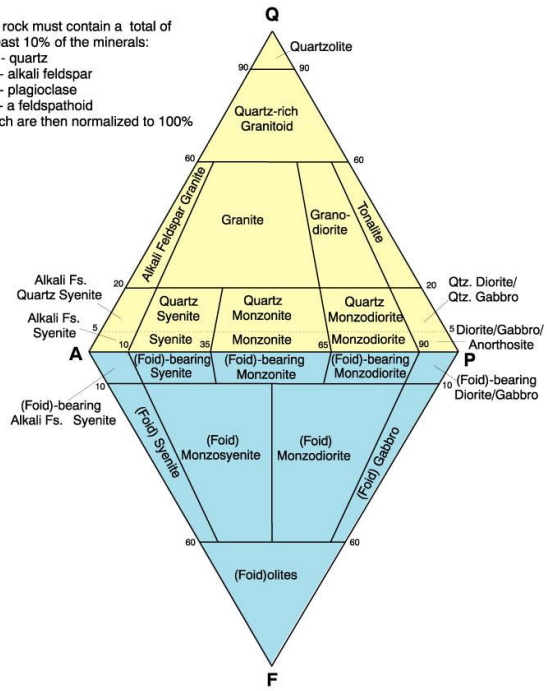 Q
rock must contain a total of
east 10% of the minerals:
- quartz
- alkali feldspar
- plagioclase
- a feldspathoid
ch are then normalized to 100%
Quartzolite
90
90
Quartz-rich
Granitoid
60
60
Alkali Feldspar Granite
Granite
Grano-
diorite
Tonalite
Alkali Fs.
Quartz Syenite
20
20
Qtz. Diorite/
Qtz. Gabbro
Quartz
Syenite
Quartz
Monzonite
Quartz
Monzodiorite
Alkali Fs.
Syenite
5
5
Diorite/Gabbro/
Anorthosite
A
10
Syenite
35
Monzonite
65
Monzodiorite
90
P
(Foid)-bearing
Syenite
(Foid)-bearing
Monzonite
(Foid)-bearing
Monzodiorite
10
10
(Foid)-bearing
Diorite/Gabbro
(Foid)-bearing
Alkali Fs. Syenite
(Foid) Syenite
(Foid)
Monzosyenite
(Foid)
Monzodiorite
(Foid) Gabbro
60
60
(Foid)olites
F